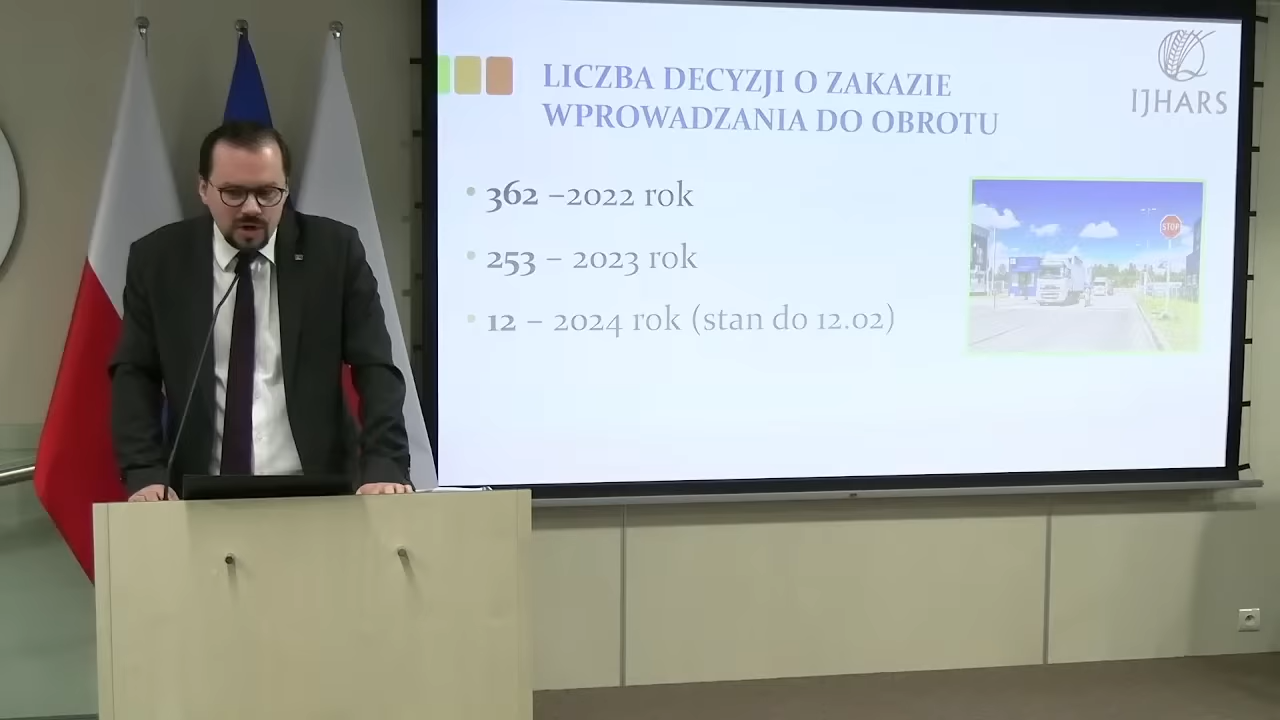 LICZBA DECYZJI O ZAKAZIE
WPROWADZANIA DO OBROTU
IJHARS
• 362 –2022 rok
• 253 – 2023 rok
• 12 – 2024 rok (stan do 12.02)
STOP